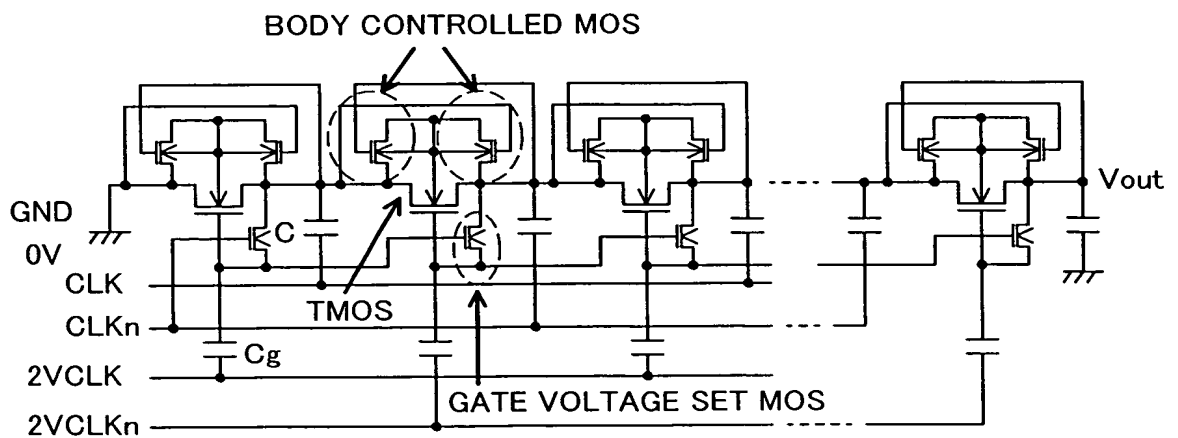 BODY CONTROLLED MOS
Vout
GND
0V
C
CLK
TMOS
CLKn
Cg
2VCLK
GATE VOLTAGE SET MOS
2VCLKn